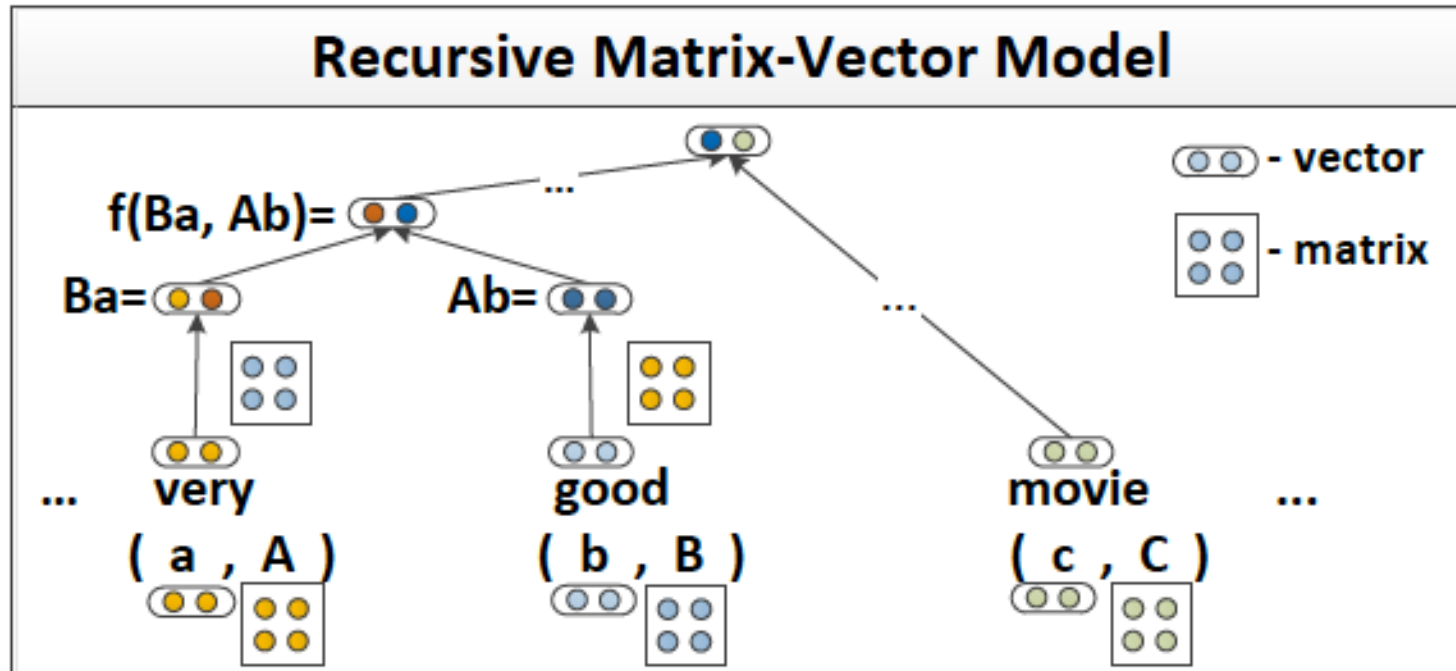 Recursive Matrix-Vector Model
... - vector
f(Ba, Ab)=
- matrix
Ba= Ab= ...
... very good movie ...
( a , A ) ( b , B ) ( c , C )